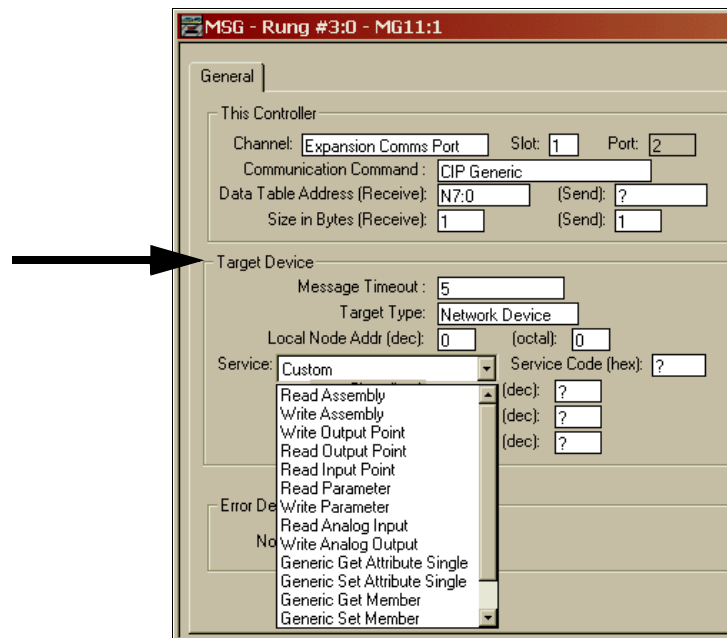 MSG - Rung #3:0 - MG11:1
General
This Controller
Channel: Expansion Comms Port Slot: 1 Port: 2
Communication Command : CIP Generic
Data Table Address (Receive): N7:0 (Send): ?
Size in Bytes (Receive): 1 (Send): 1
Target Device
Message Timeout : 5
Target Type: Network Device
Local Node Addr (dec): 0 (octal): 0
Service: Custom Service Code (hex): ?
(dec): ?
(dec): ?
(dec): ?
Read Assembly
Write Assembly
Write Output Point
Read Output Point
Read Input Point
Read Parameter
Write Parameter
Read Analog Input
Write Analog Output
Generic Get Attribute Single
Generic Set Attribute Single
Generic Get Member
Generic Set Member
Error De
No